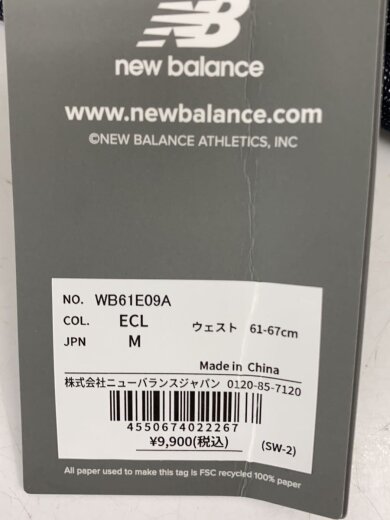 NB
new balance
www.newbalance.com
©NEW BALANCE ATHLETICS, INC
NO. WB61E09A
COL. ECL ウェスト 61-67cm
JPN M
Made in China
株式会社ニューバランスジャパン 0120-85-7120
4550674022267
¥9,900(税込) (SW-2)
All paper used to make this tag is FSC recycled 100% paper